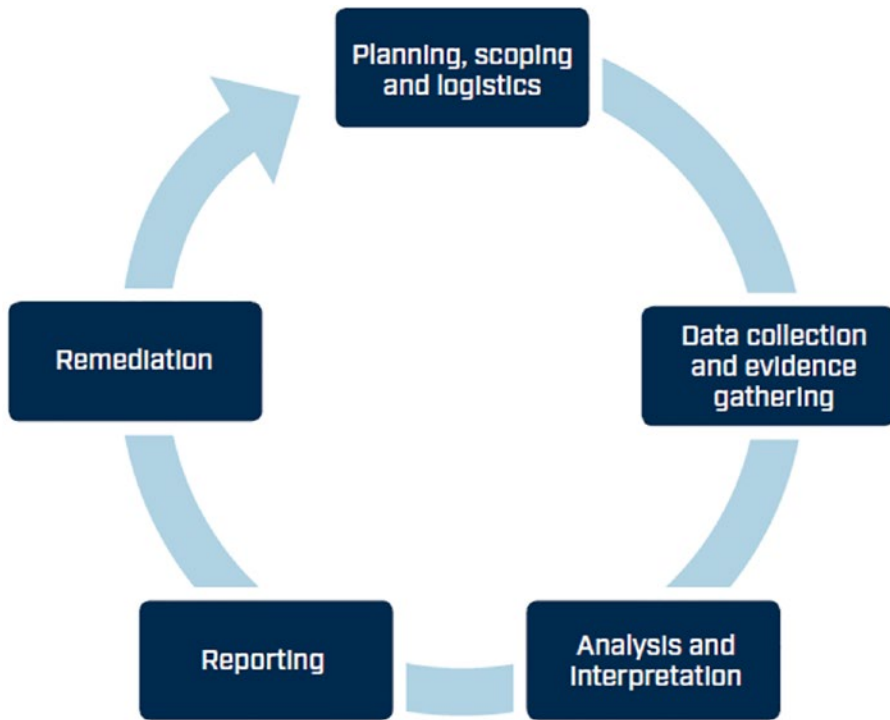 Planning, scoping
and logistics
Data collection
and evidence
gathering
Analysis and
interpretation
Reporting
Remediation